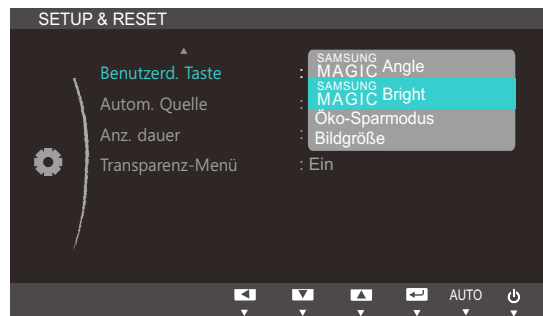 SETUP & RESET
Benutzerd. Taste :
Autom. Quelle :
Anz. dauer :
Transparenz-Menü : Ein
SAMSUNG MAGIC Angle
SAMSUNG MAGIC Bright
Öko-Sparmodus
Bildgröße
AUTO